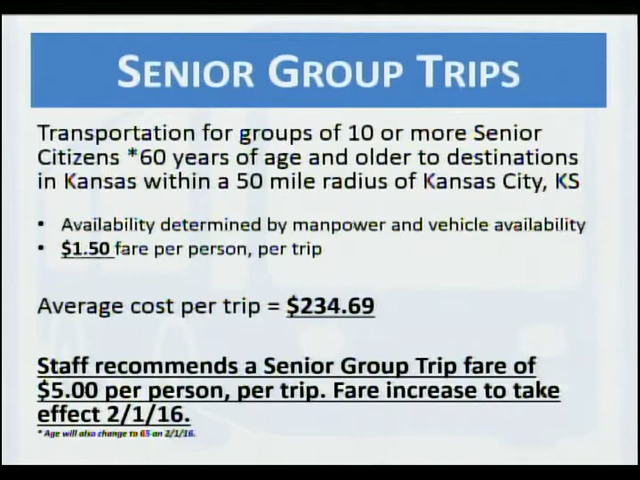 SENIOR GROUP TRIPS
Transportation for groups of 10 or more Senior
Citizens *60 years of age and older to destinations
in Kansas within a 50 mile radius of Kansas City, KS
• Availability determined by manpower and vehicle availability
• $1.50 fare per person, per trip
Average cost per trip = $234.69
Staff recommends a Senior Group Trip fare of
$5.00 per person, per trip. Fare increase to take
effect 2/1/16.
* Age will also change to 65 on 2/1/16.